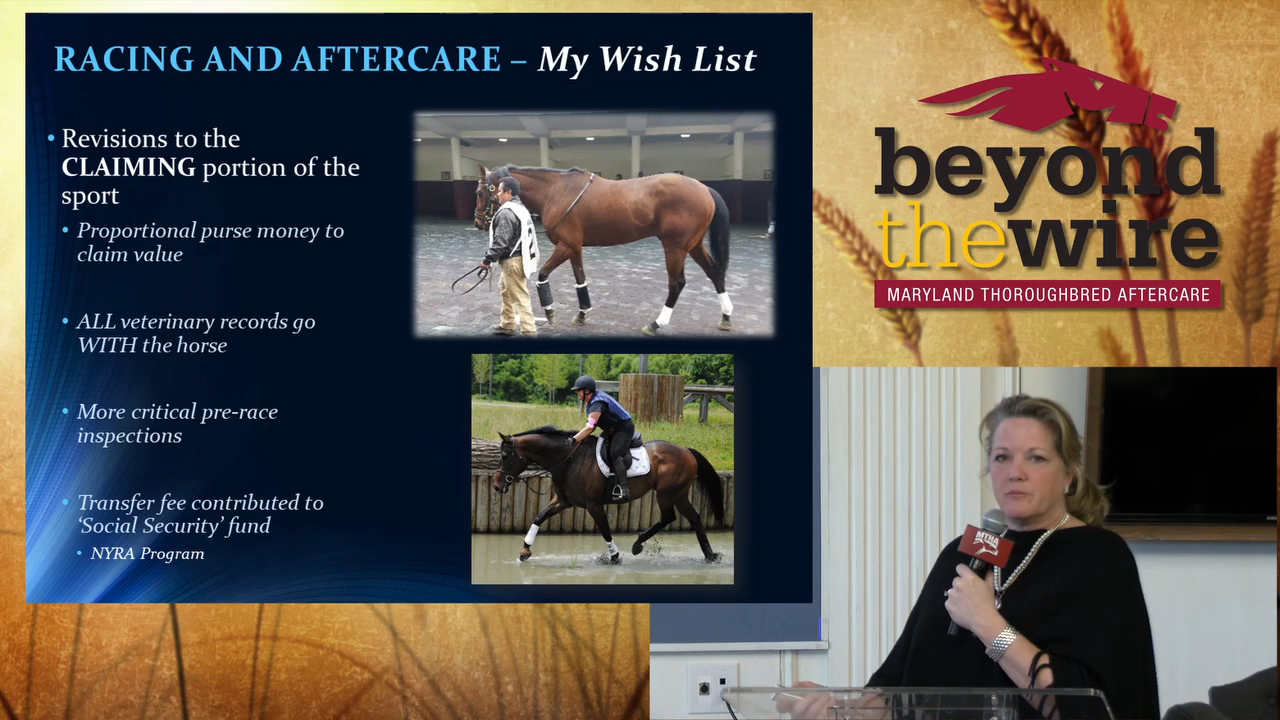 RACING AND AFTERCARE – My Wish List
• Revisions to the
CLAIMING portion of the
sport
• Proportional purse money to
claim value
• ALL veterinary records go
WITH the horse
• More critical pre-race
inspections
• Transfer fee contributed to
‘Social Security’ fund
• NYRA Program
beyond
thewire
MARYLAND THOROUGHBRED AFTERCARE
MTHA